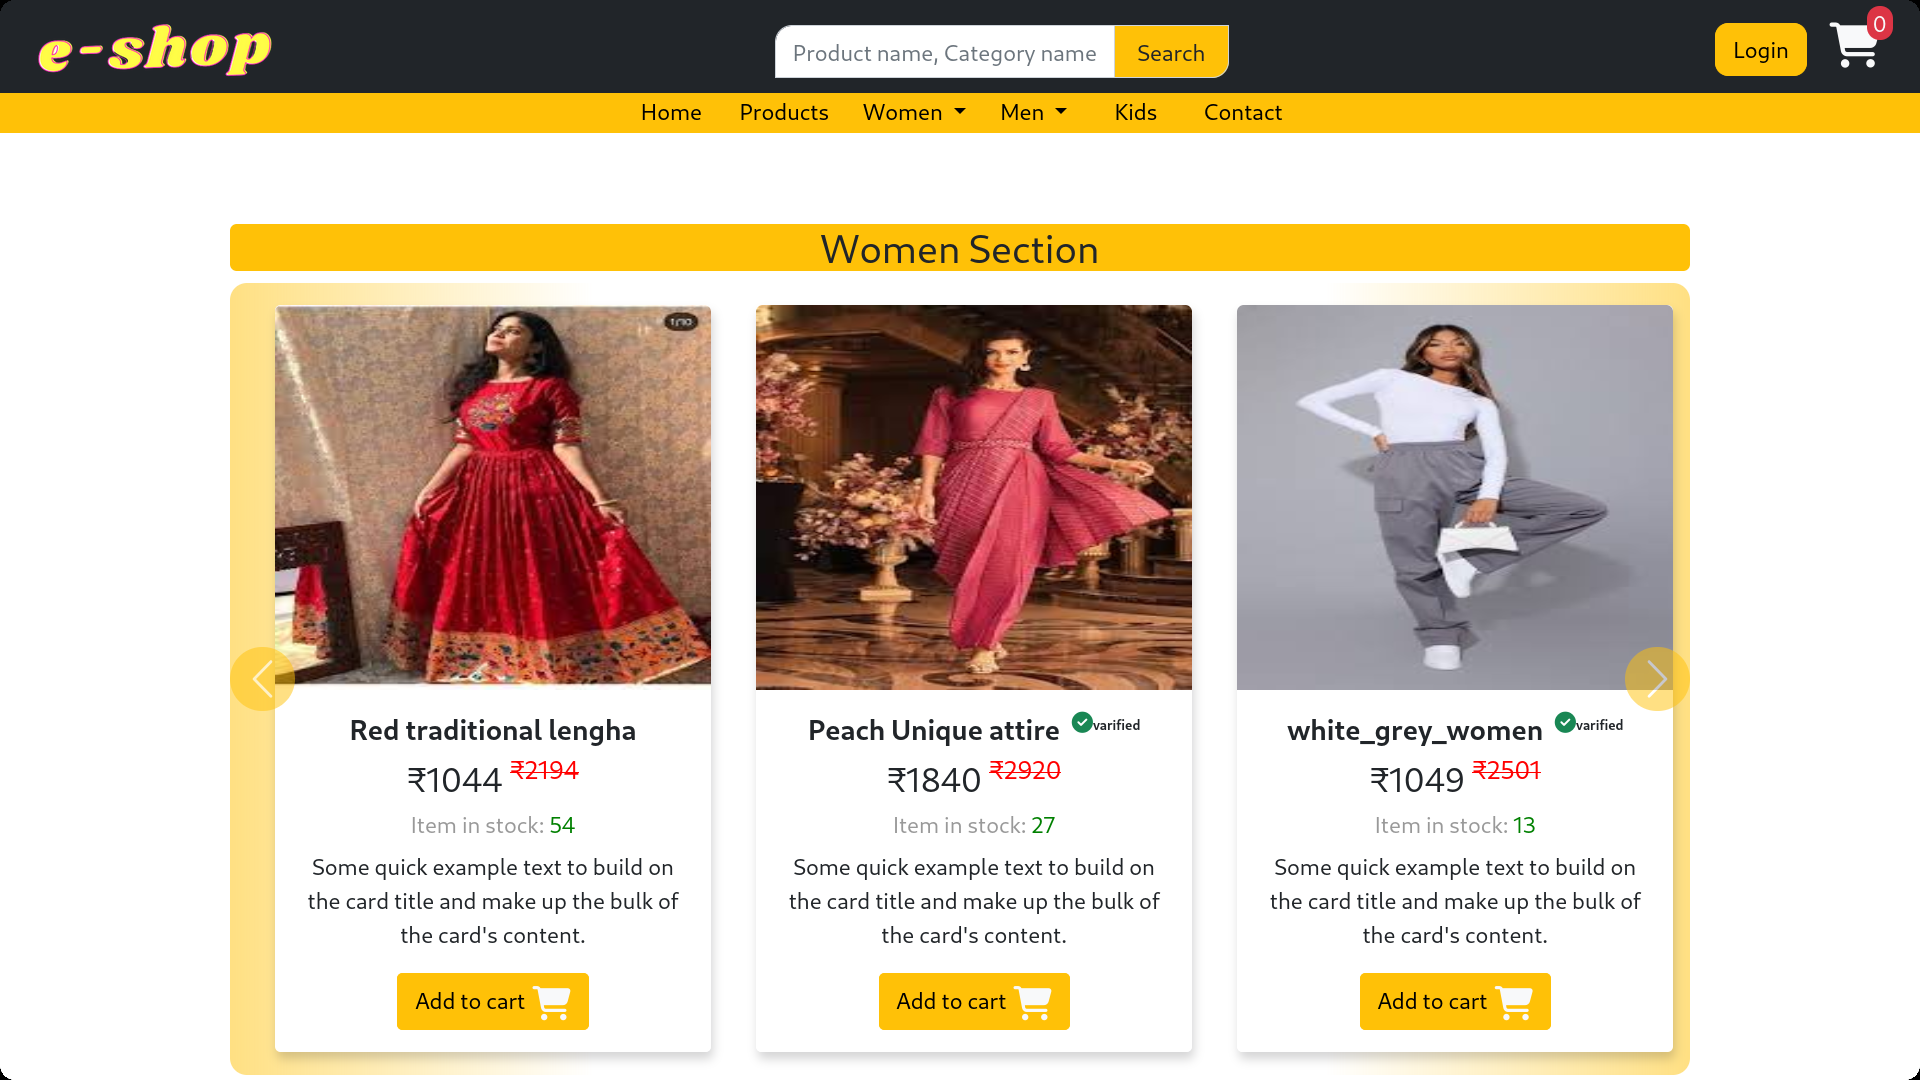 e-shop
Product name, Category name
Search
Login
0
Home
Products
Women
Men
Kids
Contact
Women Section
1/10
Red traditional lengha
₹1044 ₹2194
Item in stock: 54
Some quick example text to build on
the card title and make up the bulk of
the card's content.
Add to cart
Peach Unique attire varified
₹1840 ₹2920
Item in stock: 27
Some quick example text to build on
the card title and make up the bulk of
the card's content.
Add to cart
white_grey_women varified
₹1049 ₹2501
Item in stock: 13
Some quick example text to build on
the card title and make up the bulk of
the card's content.
Add to cart